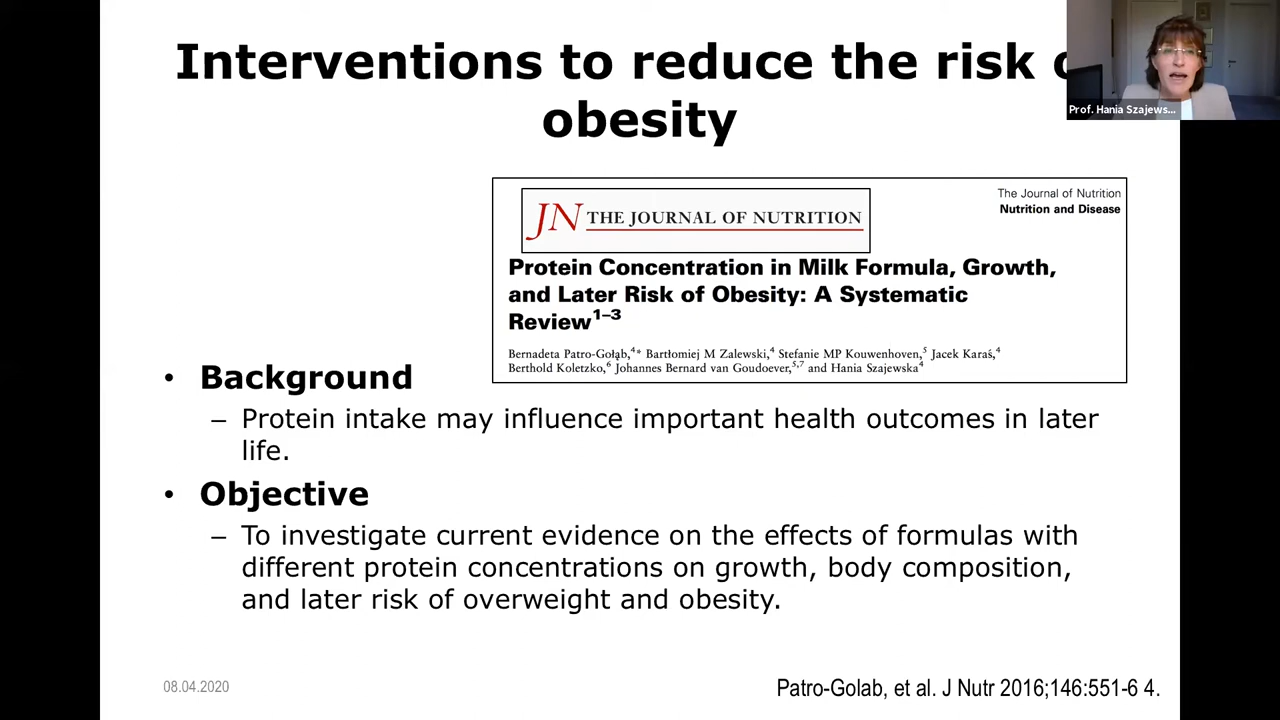 Interventions to reduce the risk o
obesity
Prof. Hania Szajews...
JN THE JOURNAL OF NUTRITION
The Journal of Nutrition
Nutrition and Disease
Protein Concentration in Milk Formula, Growth,
and Later Risk of Obesity: A Systematic
Review1–3
Bernadeta Patro-Gołąb,4* Bartłomiej M Zalewski,4 Stefanie MP Kouwenhoven,5 Jacek Karaś,4
Berthold Koletzko,6 Johannes Bernard van Goudoever,5,7 and Hania Szajewska4
• Background
– Protein intake may influence important health outcomes in later
life.
• Objective
– To investigate current evidence on the effects of formulas with
different protein concentrations on growth, body composition,
and later risk of overweight and obesity.
08.04.2020
Patro-Golab, et al. J Nutr 2016;146:551-6 4.